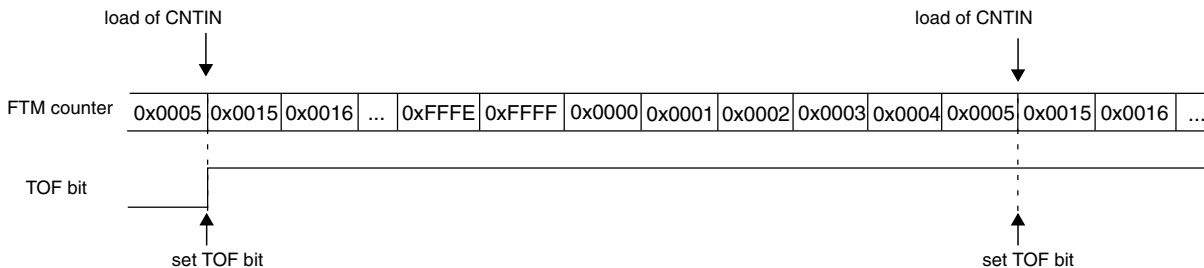 load of CNTIN load of CNTIN
FTM counter 0x0005 0x0015 0x0016 ... 0xFFFE 0xFFFF 0x0000 0x0001 0x0002 0x0003 0x0004 0x0005 0x0015 0x0016 ...
TOF bit
set TOF bit set TOF bit